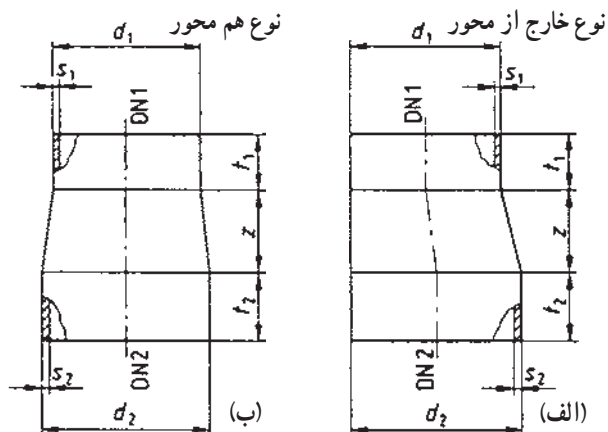 نوع خارج از محور
d₁
s₁
DN1
t₁
z
t₂
DN2
s₂
d₂
(الف)
نوع هم محور
d₁
s₁
DN1
t₁
z
t₂
DN2
s₂
d₂
(ب)